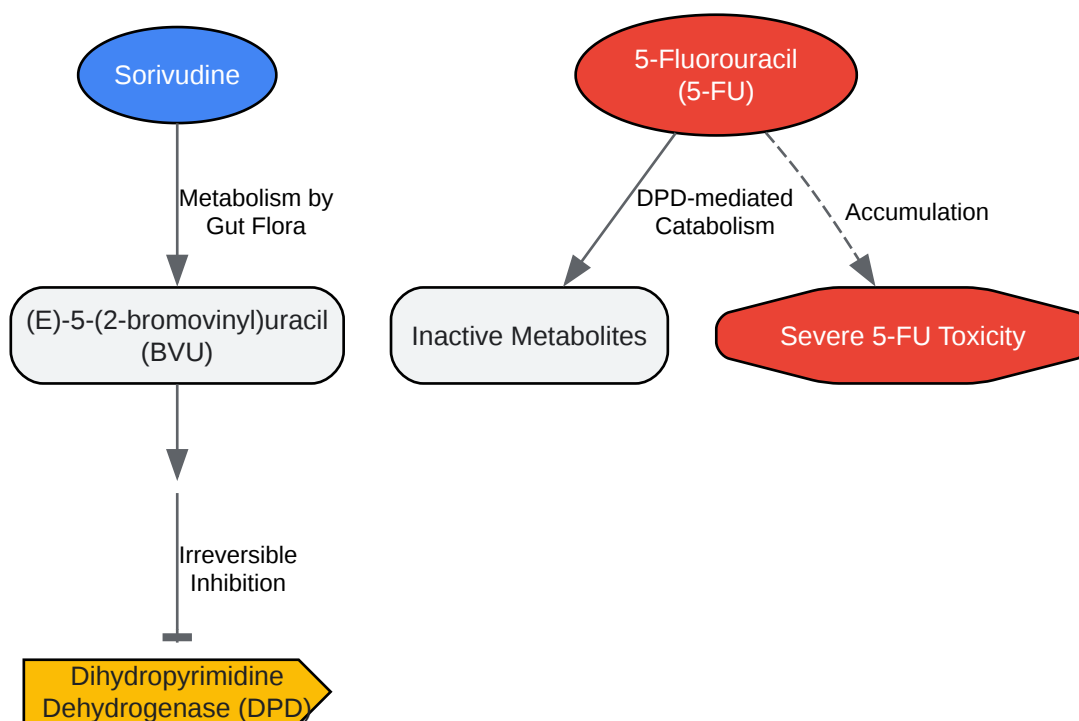 Sorivudine
5-Fluorouracil
(5-FU)
Metabolism by
Gut Flora
DPD-mediated
Catabolism
Accumulation
(E)-5-(2-bromovinyl)uracil
(BVU)
Inactive Metabolites
Severe 5-FU Toxicity
Irreversible
Inhibition
Dihydropyrimidine
Dehydrogenase (DPD)